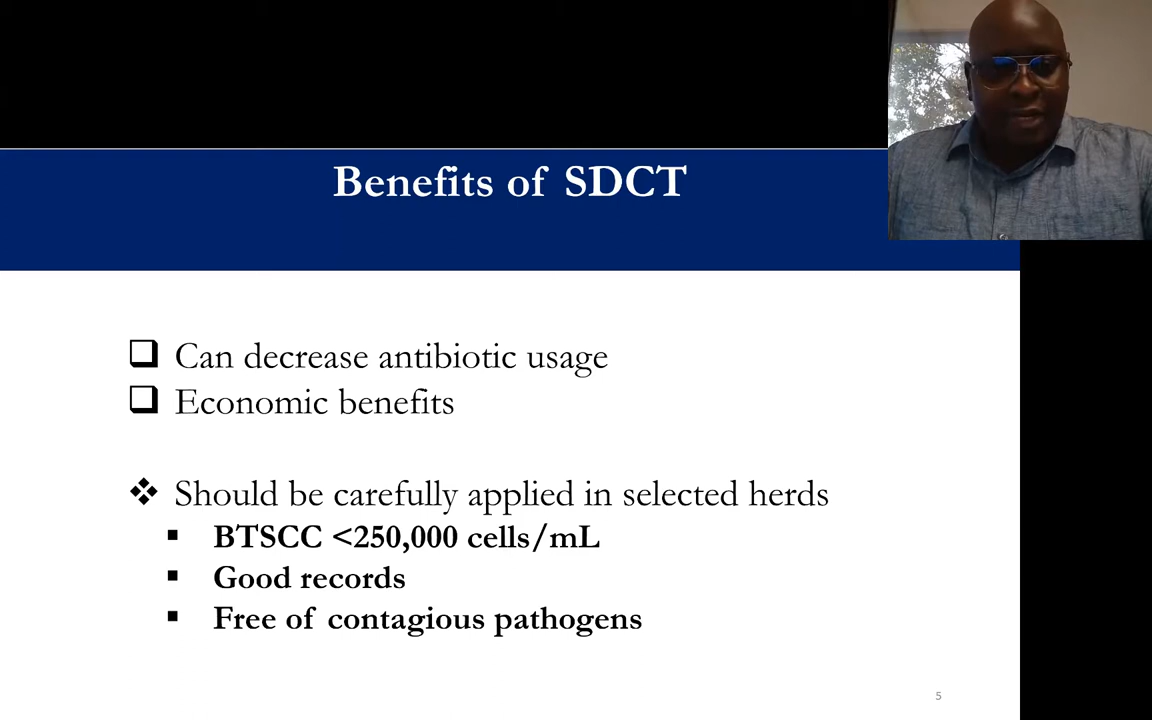 Benefits of SDCT
Can decrease antibiotic usage
Economic benefits
Should be carefully applied in selected herds
BTSCC <250,000 cells/mL
Good records
Free of contagious pathogens
5